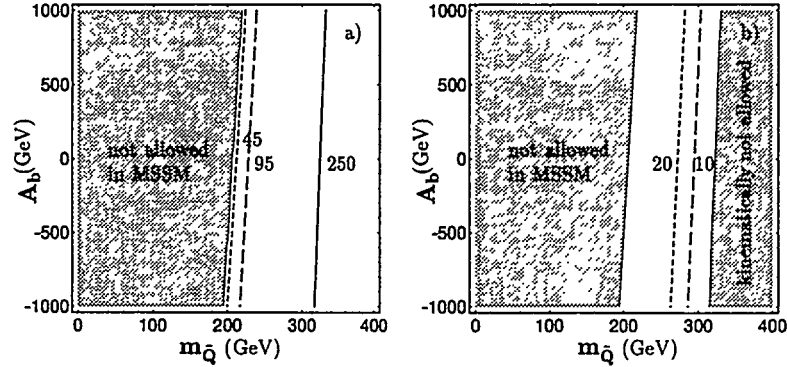 a)
1000
500
0
-500
-1000
A_b(GeV)
not allowed
in MSSM
45
95
250
0 100 200 300 400
m_Q̃ (GeV)
b)
1000
500
0
-500
-1000
A_b(GeV)
not allowed
in MSSM
20
10
kinematically not allowed
0 100 200 300 400
m_Q̃ (GeV)